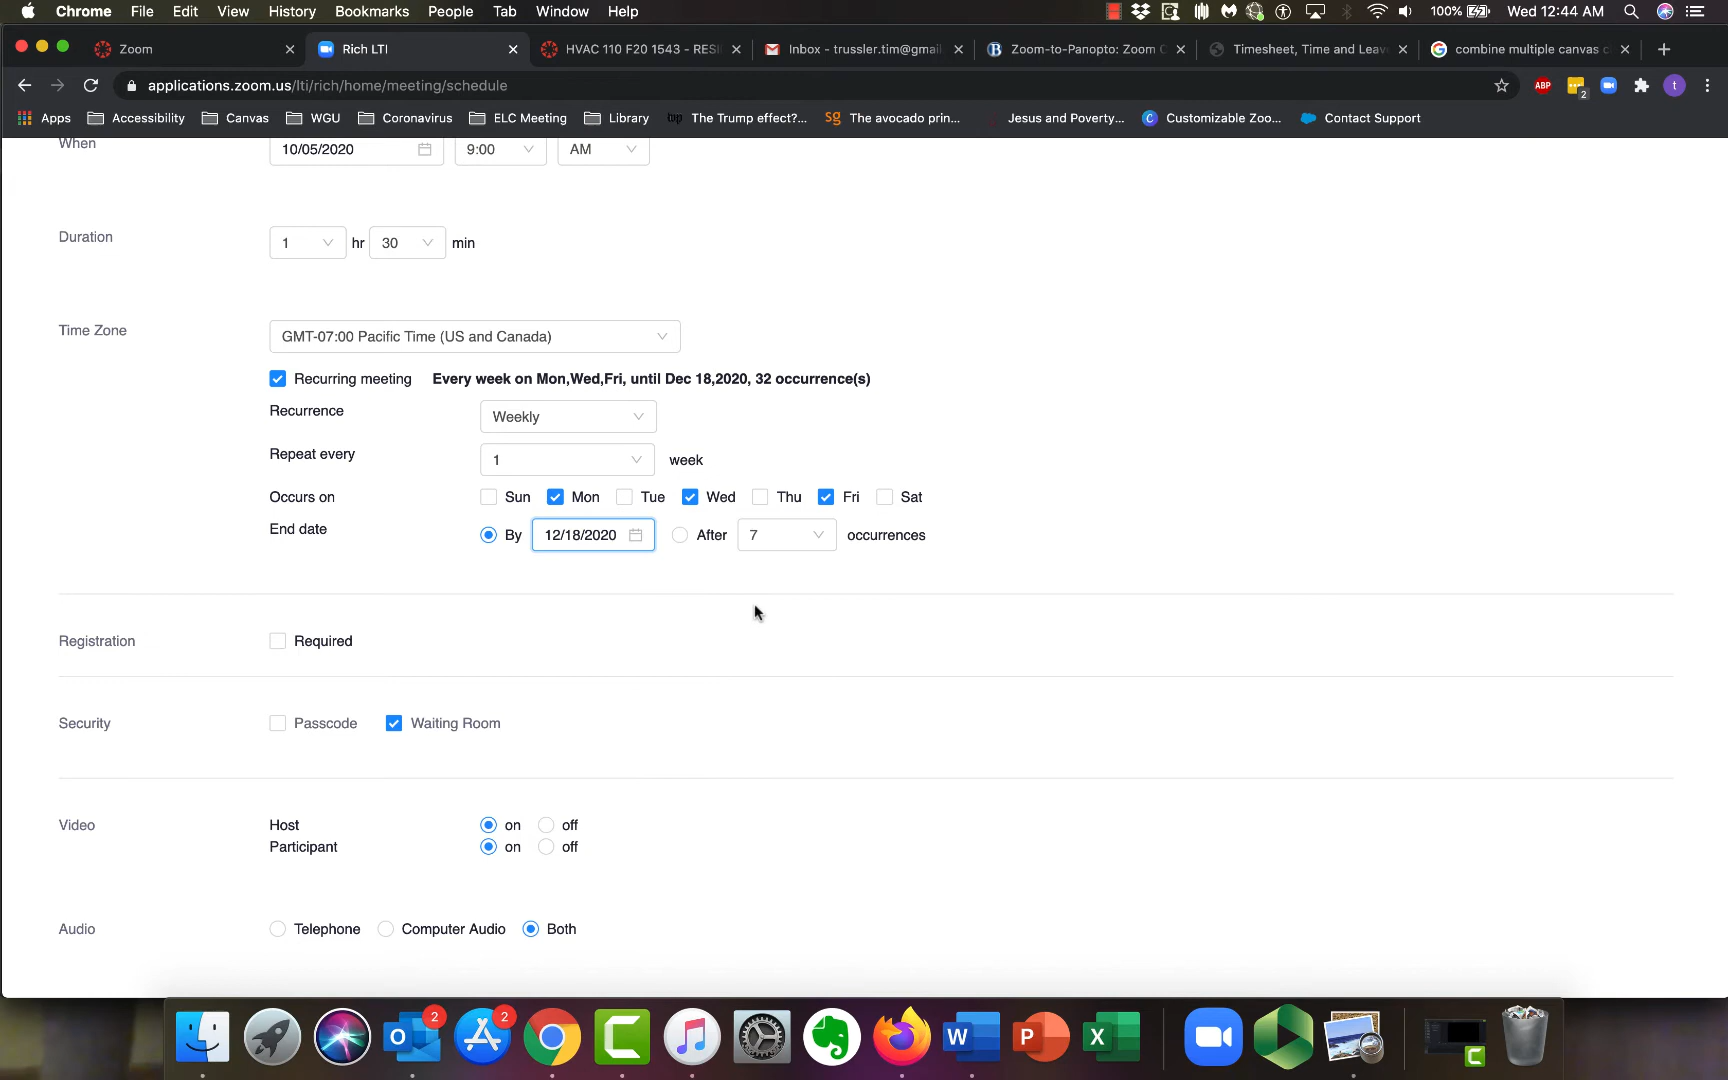 Chrome File Edit View History Bookmarks People Tab Window Help 100% Wed 12:44 AM
Zoom Rich LTI HVAC 110 F20 1543 - RESI Inbox - trussler.tim@gmail Zoom-to-Panopto: Zoom C Timesheet, Time and Leav combine multiple canvas c
applications.zoom.us/lti/rich/home/meeting/schedule ABP 2 t
Apps Accessibility Canvas WGU Coronavirus ELC Meeting Library The Trump effect?... sg The avocado prin... Jesus and Poverty... C Customizable Zoo... Contact Support
When 10/05/2020 9:00 AM
Duration 1 hr 30 min
Time Zone GMT-07:00 Pacific Time (US and Canada)
Recurring meeting Every week on Mon,Wed,Fri, until Dec 18,2020, 32 occurrence(s)
Recurrence Weekly
Repeat every 1 week
Occurs on Sun Mon Tue Wed Thu Fri Sat
End date By 12/18/2020 After 7 occurrences
Registration Required
Security Passcode Waiting Room
Video Host on off
Participant on off
Audio Telephone Computer Audio Both
2 2
O W P X